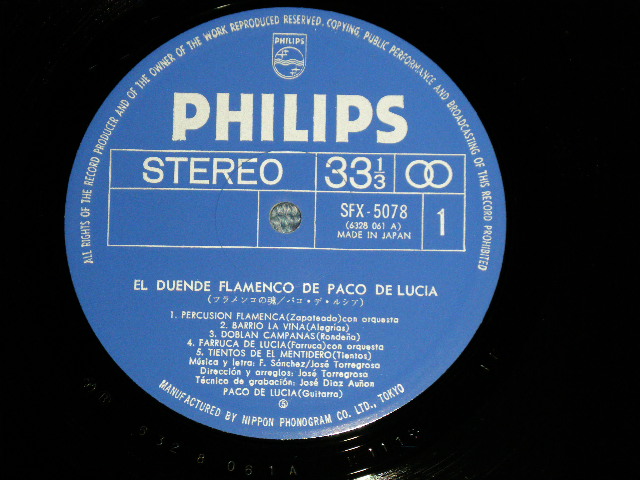 ALL RIGHTS OF THE RECORD PRODUCER AND OF THE OWNER OF THE WORK REPRODUCED RESERVED. COPYING, PUBLIC PERFORMANCE AND BROADCASTING OF THIS RECORD PROHIBITED
PHILIPS
PHILIPS
STEREO 33 1/3
SFX-5078
(6328 061 A)
MADE IN JAPAN
1
EL DUENDE FLAMENCO DE PACO DE LUCIA
(フラメンコの魂/パコ・デ・ルシア)
1. PERCUSION FLAMENCA(Zapateado)con orquesta
2. BARRIO LA VIÑA(Alegrías)
3. DOBLAN CAMPANAS(Rondeña)
4. FARRUCA DE LUCIA(Farruca)con orquesta
5. TIENTOS DE EL MENTIDERO(Tientos)
Música y letra: F. Sánchez/José Torregrosa
Dirección y arreglos: José Torregrosa
Técnico de grabación: José Diaz Auñon
PACO DE LUCIA(Guitarra)
Ⓢ
MANUFACTURED BY NIPPON PHONOGRAM CO. LTD., TOKYO
6328 061A